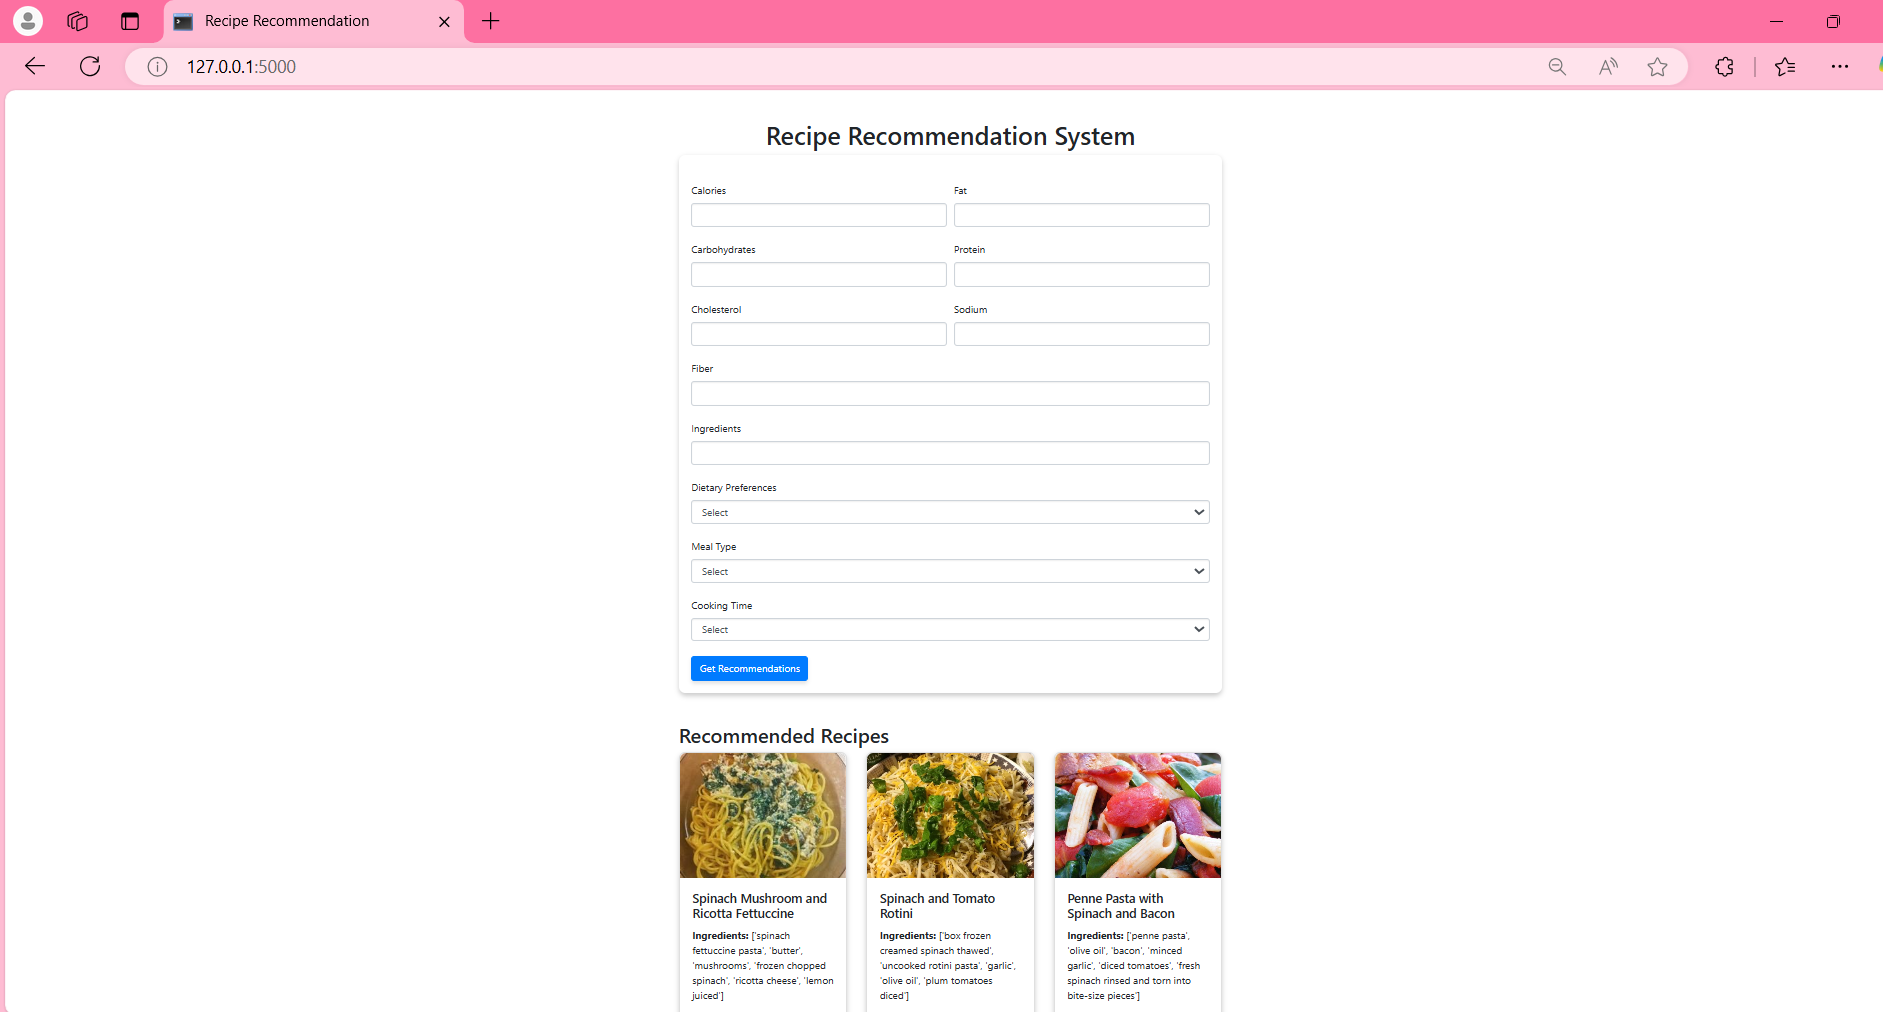 Recipe Recommendation
127.0.0.1:5000
Recipe Recommendation System
Calories
Fat
Carbohydrates
Protein
Cholesterol
Sodium
Fiber
Ingredients
Dietary Preferences
Select
Meal Type
Select
Cooking Time
Select
Get Recommendations
Recommended Recipes
Spinach Mushroom and
Ricotta Fettuccine
Ingredients: ['spinach
fettuccine pasta', 'butter',
'mushrooms', 'frozen chopped
spinach', 'ricotta cheese', 'lemon
juiced']
Spinach and Tomato
Rotini
Ingredients: ['box frozen
creamed spinach thawed',
'uncooked rotini pasta', 'garlic',
'olive oil', 'plum tomatoes
diced']
Penne Pasta with
Spinach and Bacon
Ingredients: ['penne pasta',
'olive oil', 'bacon', 'minced
garlic', 'diced tomatoes', 'fresh
spinach rinsed and torn into
bite-size pieces']